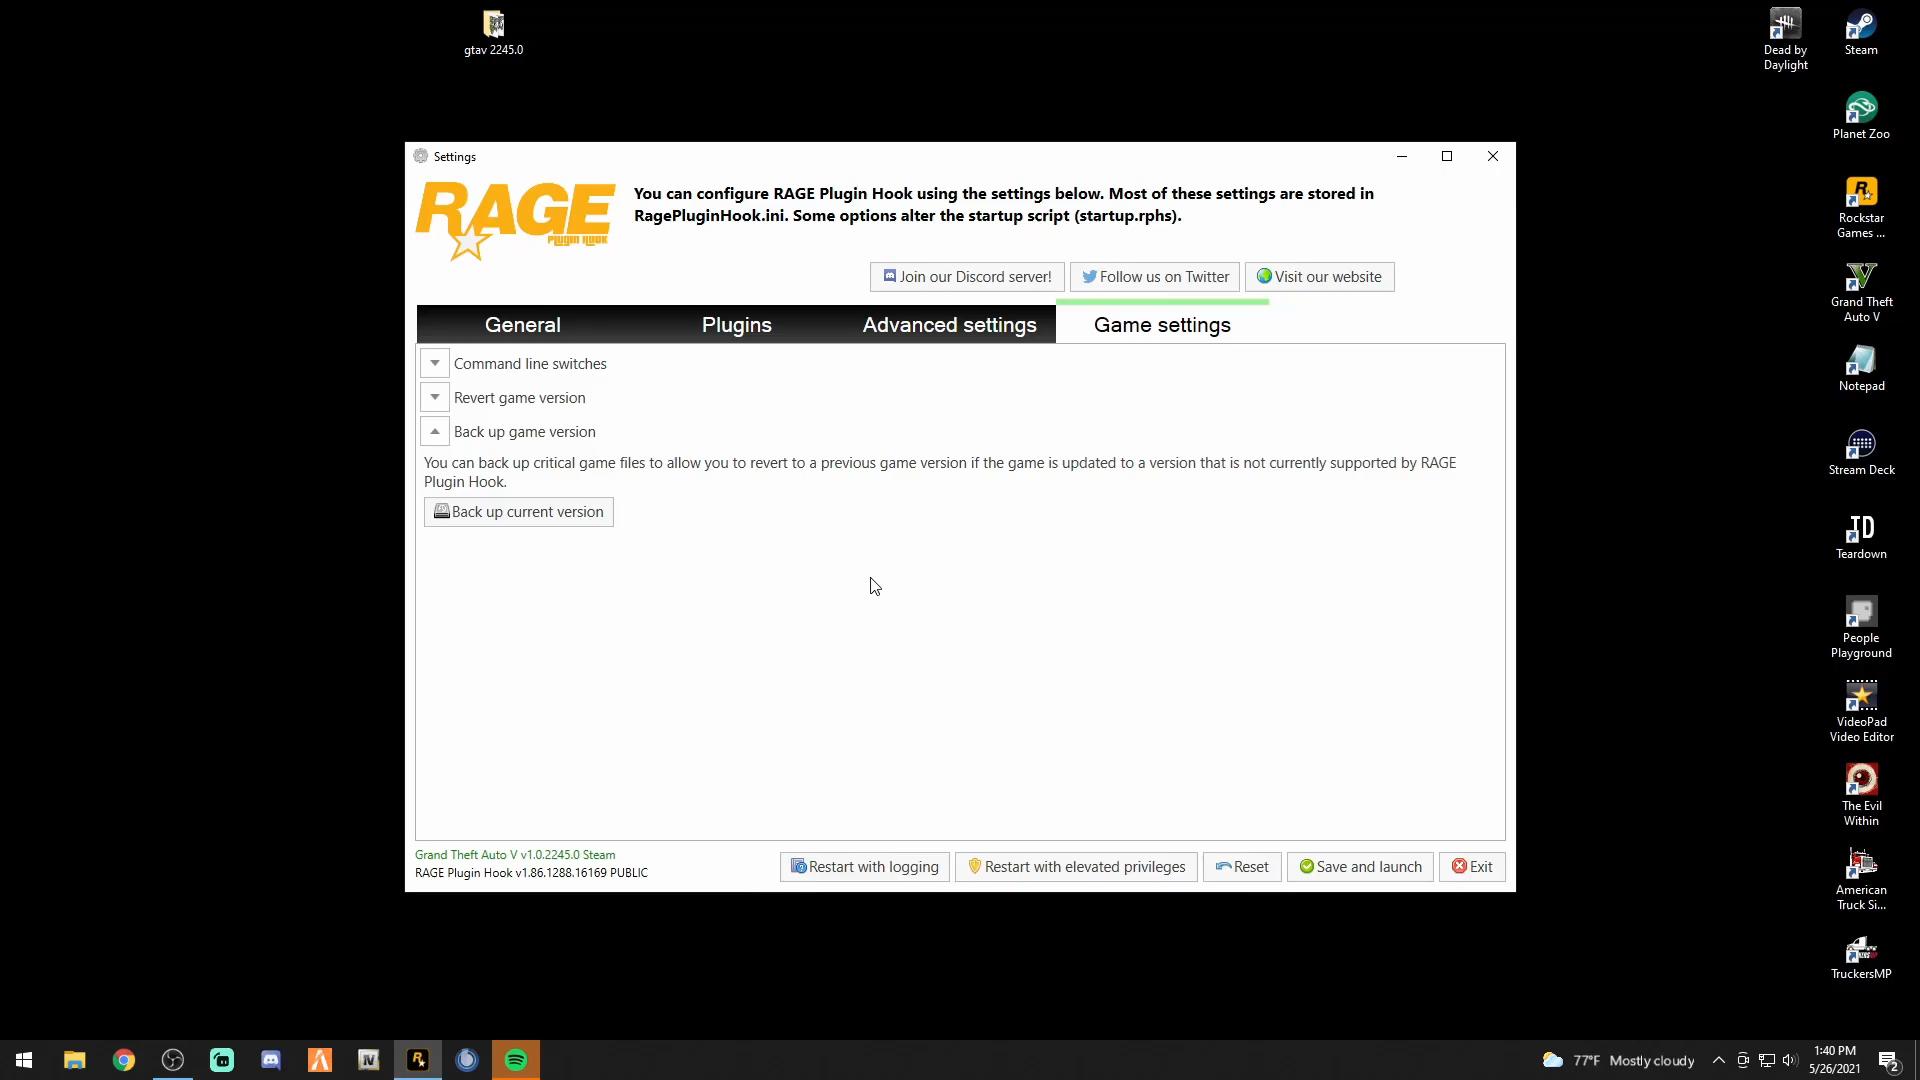 gtav 2245.0
Dead by
Daylight
Steam
Planet Zoo
Rockstar
Games ...
Grand Theft
Auto V
Notepad
Stream Deck
Teardown
People
Playground
VideoPad
Video Editor
The Evil
Within
American
Truck Si...
TruckersMP
Settings
RAGE
PLUGIN HOOK
You can configure RAGE Plugin Hook using the settings below. Most of these settings are stored in
RagePluginHook.ini. Some options alter the startup script (startup.rphs).
Join our Discord server!
Follow us on Twitter
Visit our website
General
Plugins
Advanced settings
Game settings
Command line switches
Revert game version
Back up game version
You can back up critical game files to allow you to revert to a previous game version if the game is updated to a version that is not currently supported by RAGE
Plugin Hook.
Back up current version
Grand Theft Auto V v1.0.2245.0 Steam
RAGE Plugin Hook v1.86.1288.16169 PUBLIC
Restart with logging
Restart with elevated privileges
Reset
Save and launch
Exit
IV
77°F Mostly cloudy
1:40 PM
5/26/2021
2